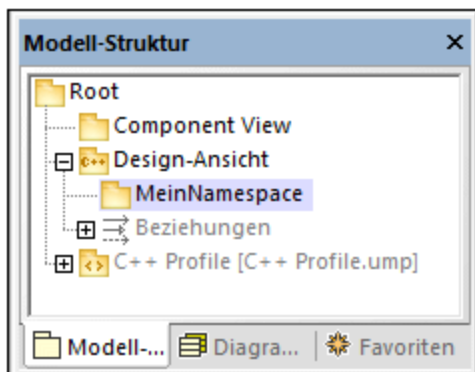 Modell-Struktur
Root
Component View
C++ Design-Ansicht
MeinNamespace
Beziehungen
C++ Profile [C++ Profile.ump]
Modell-... Diagra... Favoriten